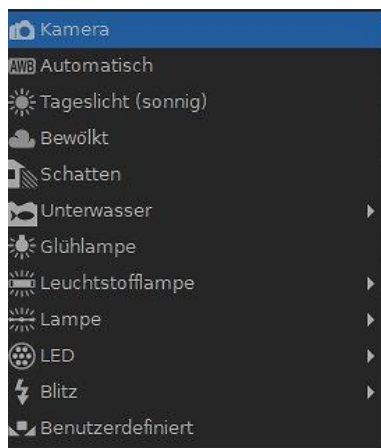 Kamera
AWB Automatisch
Tageslicht (sonnig)
Bewölkt
Schatten
Unterwasser
Glühlampe
Leuchtstofflampe
Lampe
LED
Blitz
Benutzerdefiniert